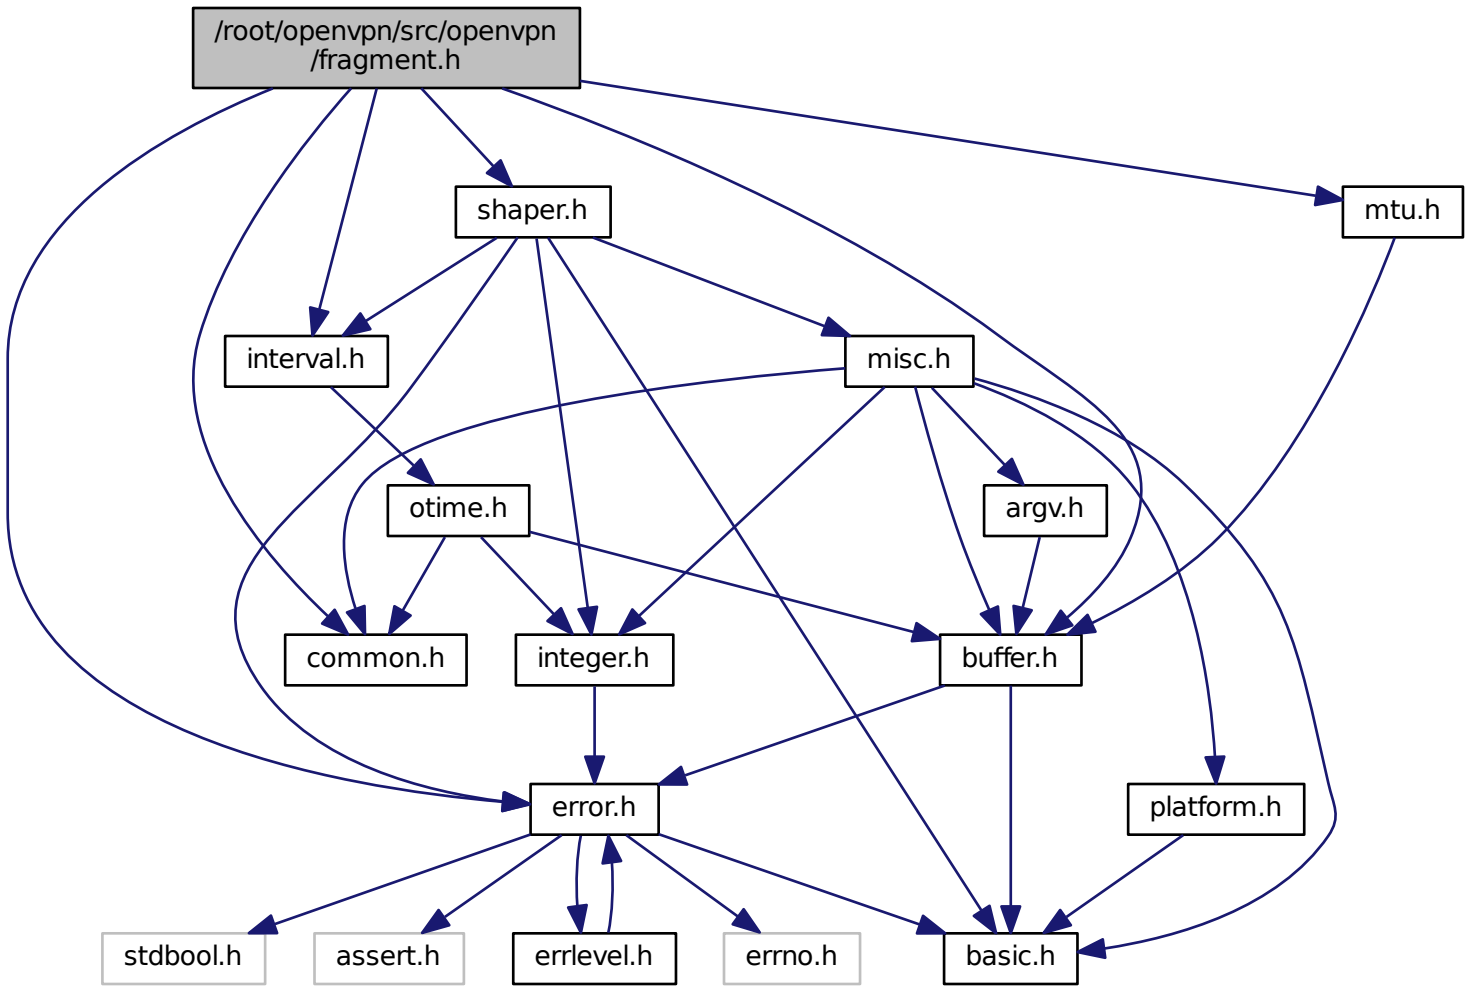 /root/openvpn/src/openvpn
/fragment.h
shaper.h
mtu.h
interval.h
misc.h
otime.h
argv.h
common.h
integer.h
buffer.h
error.h
platform.h
stdbool.h
assert.h
errlevel.h
errno.h
basic.h